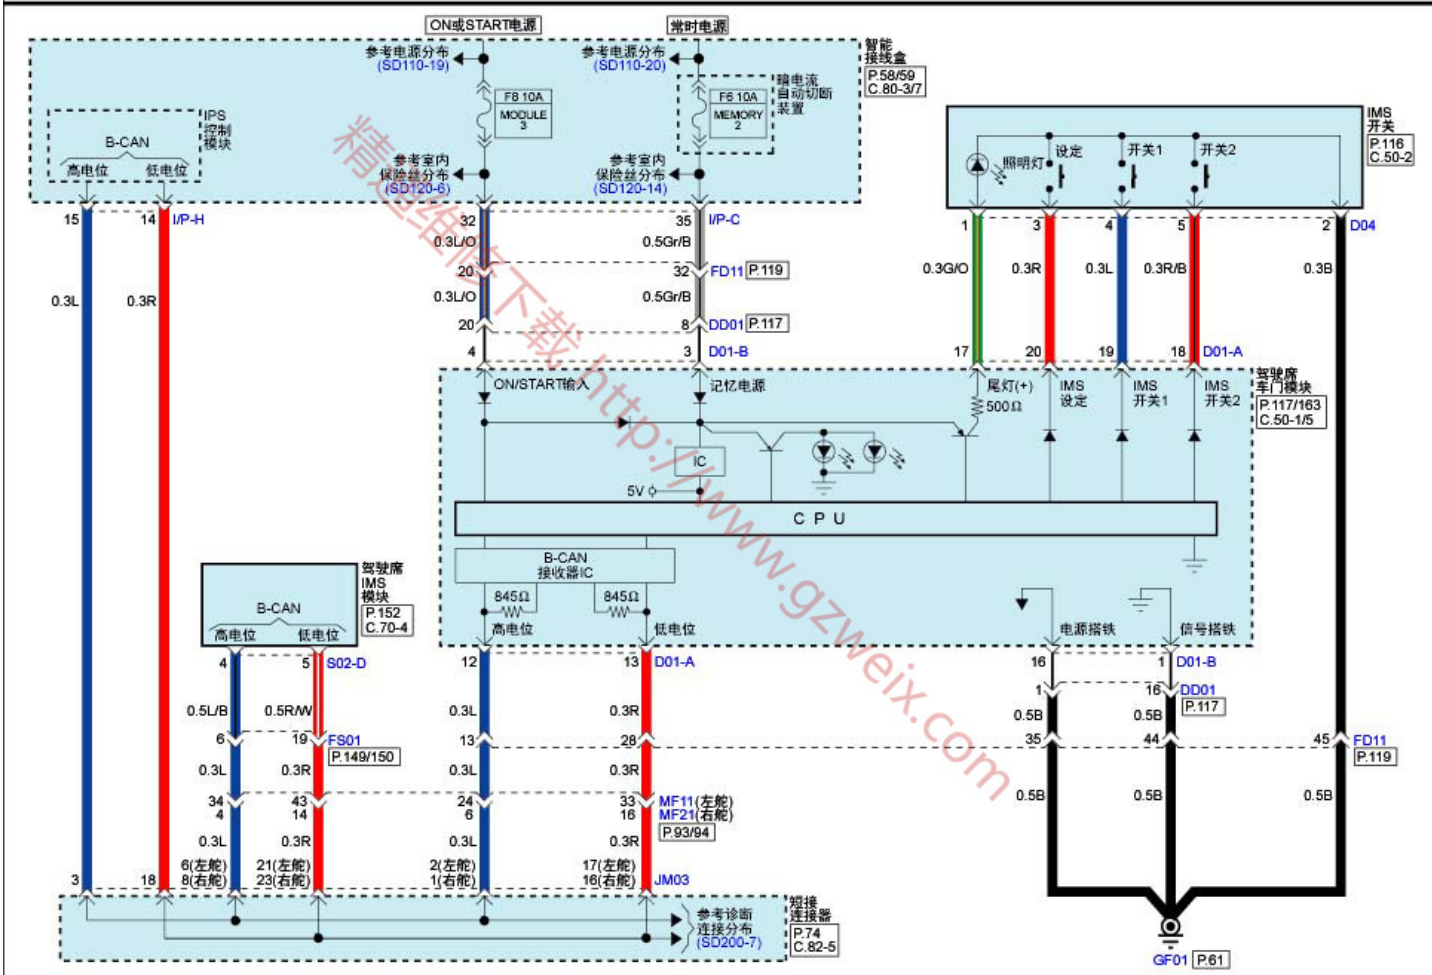 ON或START电源
常时电源
参考电源分布
(SD110-19)
参考电源分布
(SD110-20)
智能
接线盒
P.58/59
C.80-3/7
F8 10A
MODULE
3
F6 10A
MEMORY
2
暗电流
自动切断
装置
IPS
控制
模块
B-CAN
高电位
低电位
参考室内
保险丝分布
(SD120-6)
参考室内
保险丝分布
(SD120-14)
IMS
开关
P.116
C.50-2
照明灯
设定
开关1
开关2
15
14
I/P-H
32
35
I/P-C
1
3
4
5
2
D04
0.3L/O
0.5Gr/B
20
32
FD11
P.119
0.3G/O
0.3R
0.3L
0.3R/B
0.3B
0.3L
0.3R
0.3L/O
0.5Gr/B
20
8
DD01
P.117
4
3
D01-B
17
20
19
18
D01-A
驾驶席
车门模块
P.117/163
C.50-1/5
ON/START输入
记忆电源
尾灯(+)
500Ω
IMS
设定
IMS
开关1
IMS
开关2
IC
5V
CPU
B-CAN
接收器IC
845Ω
845Ω
高电位
低电位
电源搭铁
信号搭铁
驾驶席
IMS
模块
P.152
C.70-4
B-CAN
高电位
低电位
4
5
S02-D
12
13
D01-A
16
1
D01-B
1
16
DD01
P.117
0.5L/B
0.5R/W
0.3L
0.3R
0.5B
0.5B
6
19
FS01
P.149/150
13
28
35
44
45
FD11
P.119
0.3L
0.3R
0.3L
0.3R
0.5B
0.5B
0.5B
34
43
24
33
MF11(左舵)
4
14
6
16
MF21(右舵)
P.93/94
0.3L
0.3R
0.3L
0.3R
3
18
6(左舵)
8(右舵)
21(左舵)
23(右舵)
2(左舵)
1(右舵)
17(左舵)
16(右舵)
JM03
参考诊断
连接分布
(SD200-7)
短接
连接器
P.74
C.82-5
GF01
P.61
精通维修下载 http://www.gzweix.com